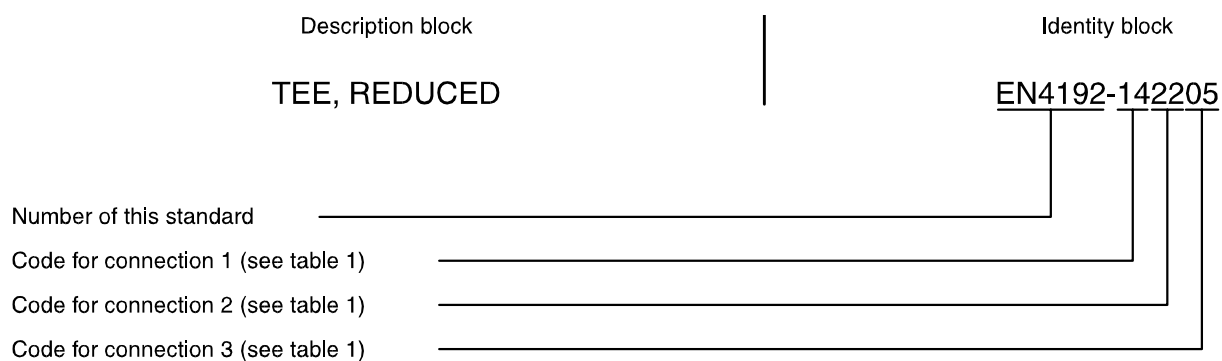 Description block
Identity block
TEE, REDUCED
EN4192-142205
Number of this standard
Code for connection 1 (see table 1)
Code for connection 2 (see table 1)
Code for connection 3 (see table 1)